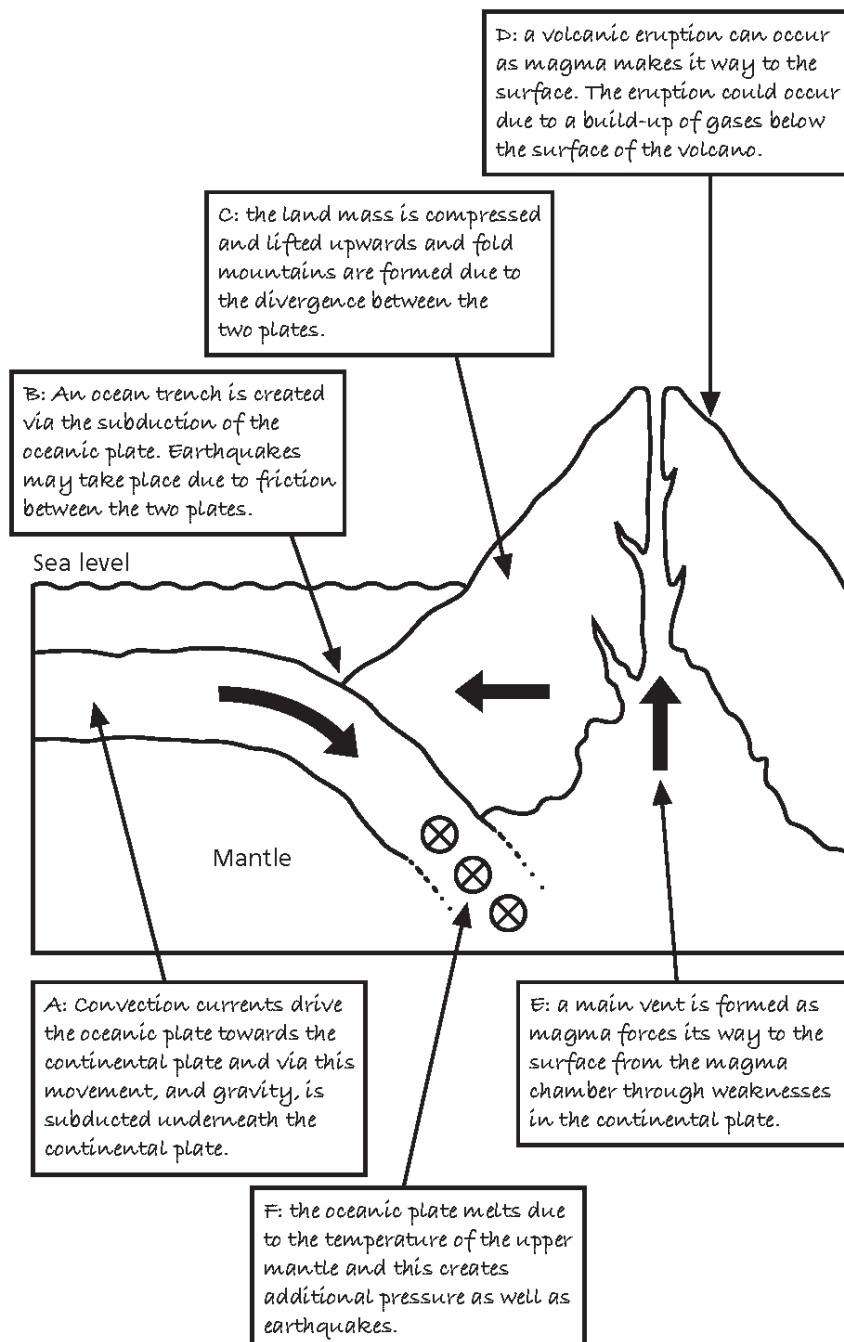 D: a volcanic eruption can occur
as magma makes it way to the
surface. The eruption could occur
due to a build-up of gases below
the surface of the volcano.
C: the land mass is compressed
and lifted upwards and fold
mountains are formed due to
the divergence between the
two plates.
B: An ocean trench is created
via the subduction of the
oceanic plate. Earthquakes
may take place due to friction
between the two plates.
Sea level
Mantle
A: Convection currents drive
the oceanic plate towards the
continental plate and via this
movement, and gravity, is
subducted underneath the
continental plate.
E: a main vent is formed as
magma forces its way to the
surface from the magma
chamber through weaknesses
in the continental plate.
F: the oceanic plate melts due
to the temperature of the upper
mantle and this creates
additional pressure as well as
earthquakes.